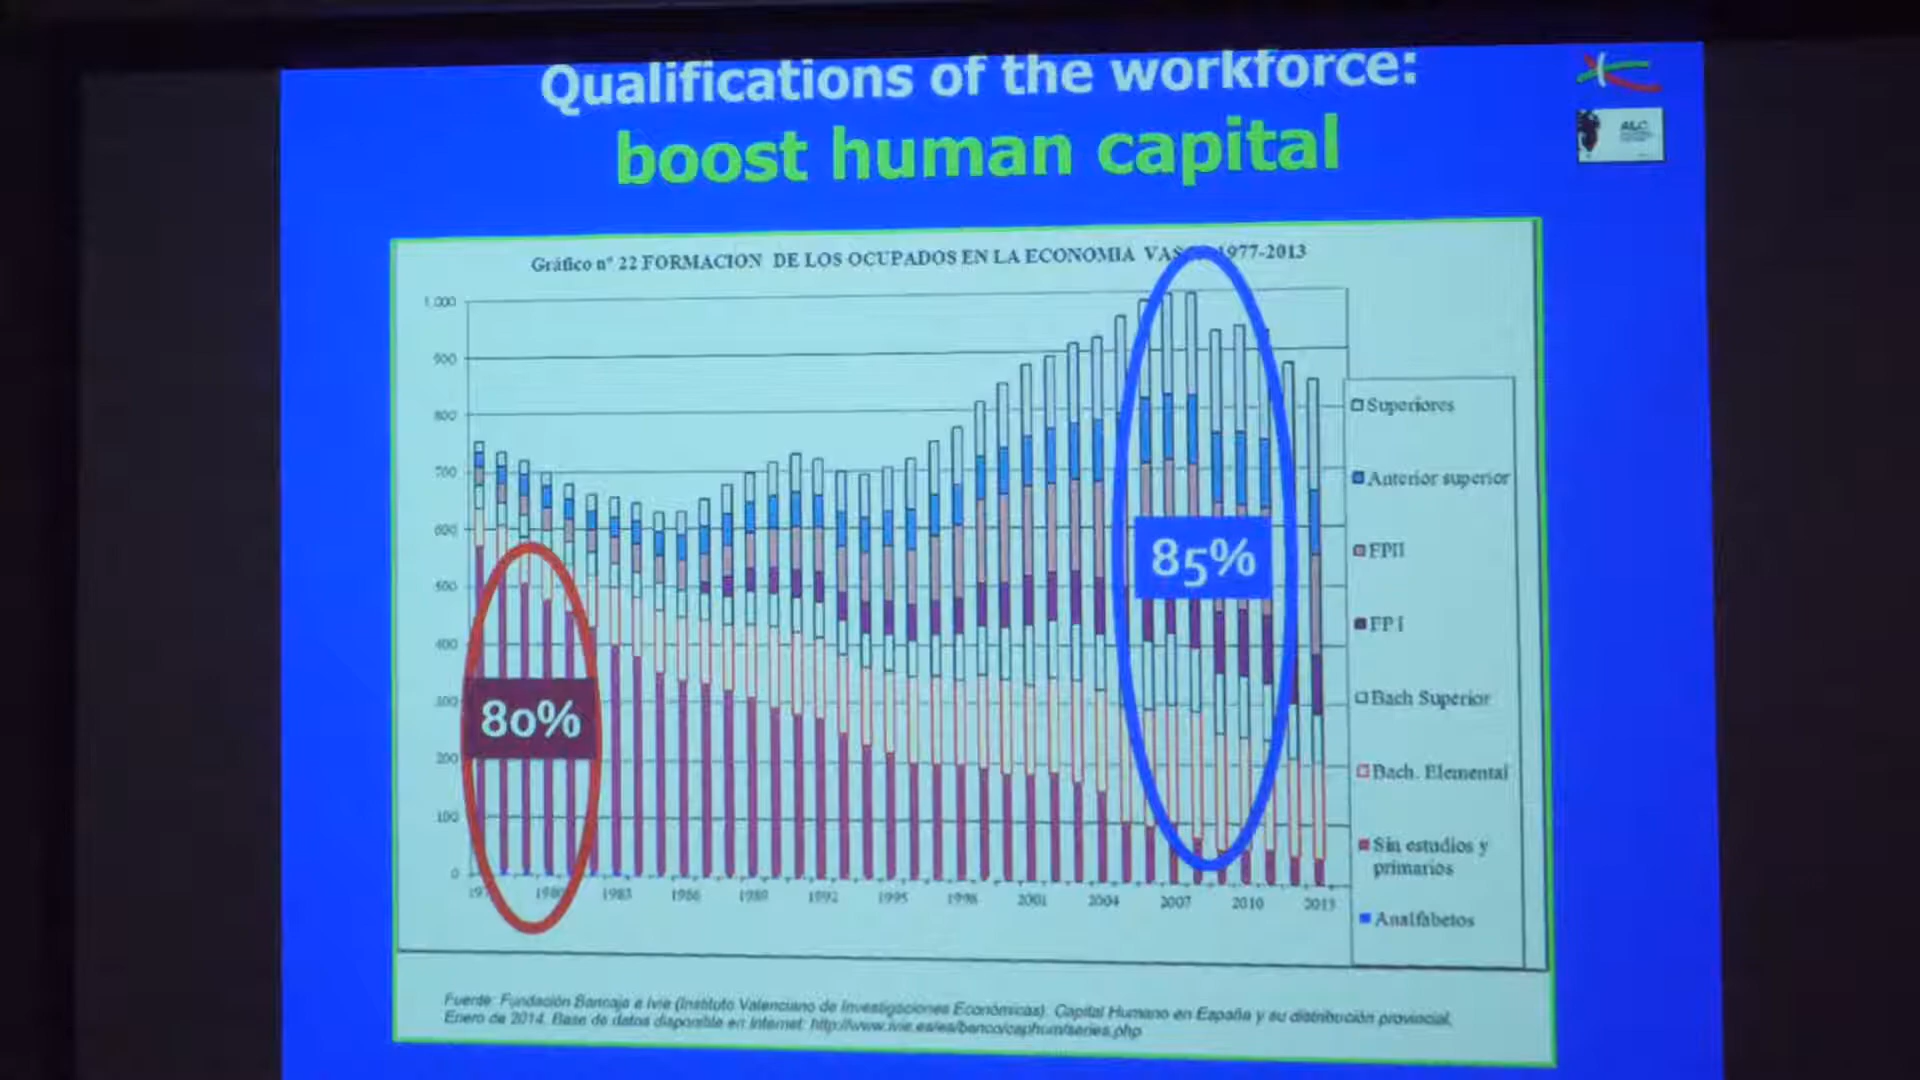 Qualifications of the workforce:
boost human capital
ALC
Gráfico nº 22 FORMACION DE LOS OCUPADOS EN LA ECONOMIA VAS 1977-2013
1.000
900
800
700
600
500
400
300
200
100
0
85%
80%
197 1980 1983 1986 1989 1992 1995 1998 2001 2004 2007 2010 2013
Superiores
Anterior superior
FPII
FP I
Bach Superior
Bach. Elemental
Sin estudios y
primarios
Analfabetos
Fuente: Fundación Bancaja e Ivie (Instituto Valenciano de Investigaciones Económicas). Capital Humano en España y su distribución provincial.
Enero de 2014. Base de datos disponible en Internet: http://www.ivie.es/es/banco/caphum/series.php